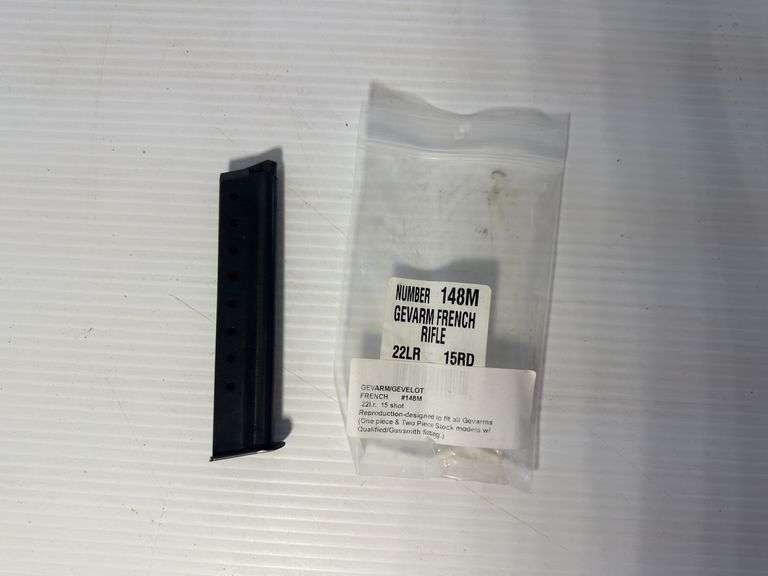 NUMBER 148M
GEVARM FRENCH
RIFLE
22LR 15RD
GEVARM/GEVELOT
FRENCH #148M
.22l.r. 15 shot
Reproduction-designed to fit all Gevarms
(One piece & Two Piece Stock models w/
Qualified/Gunsmith fitting.)